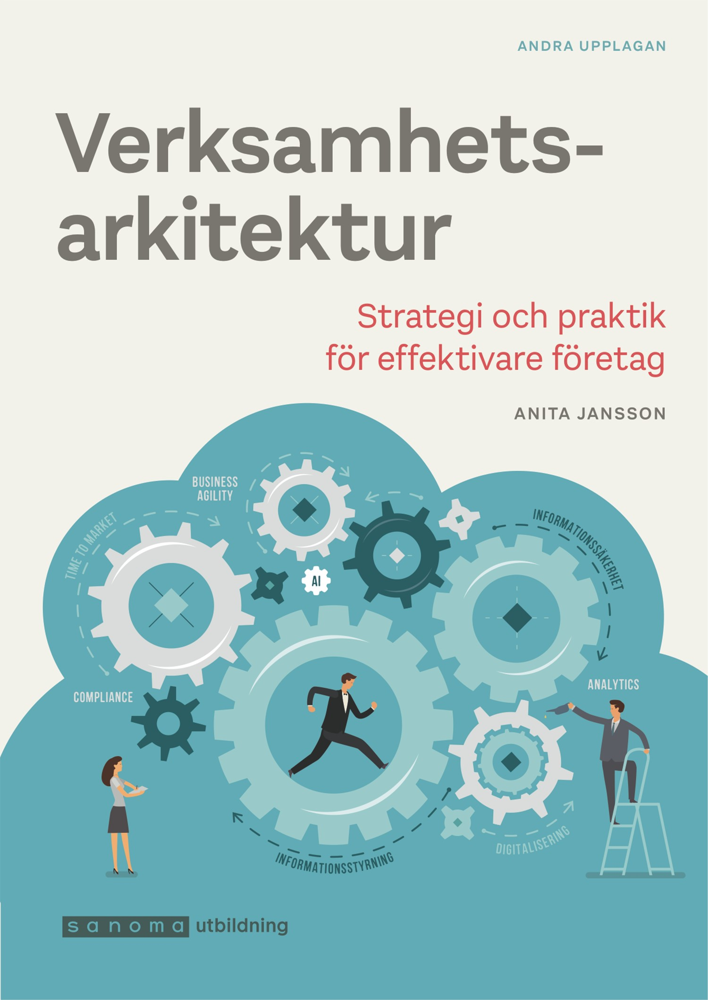 ANDRA UPPLAGAN
Verksamhets-
arkitektur
Strategi och praktik
för effektivare företag
ANITA JANSSON
BUSINESS
AGILITY
TIME TO MARKET
INFORMATIONSSÄKERHET
AI
ANALYTICS
COMPLIANCE
DIGITALISERING
INFORMATIONSSTYRNING
sanoma utbildning